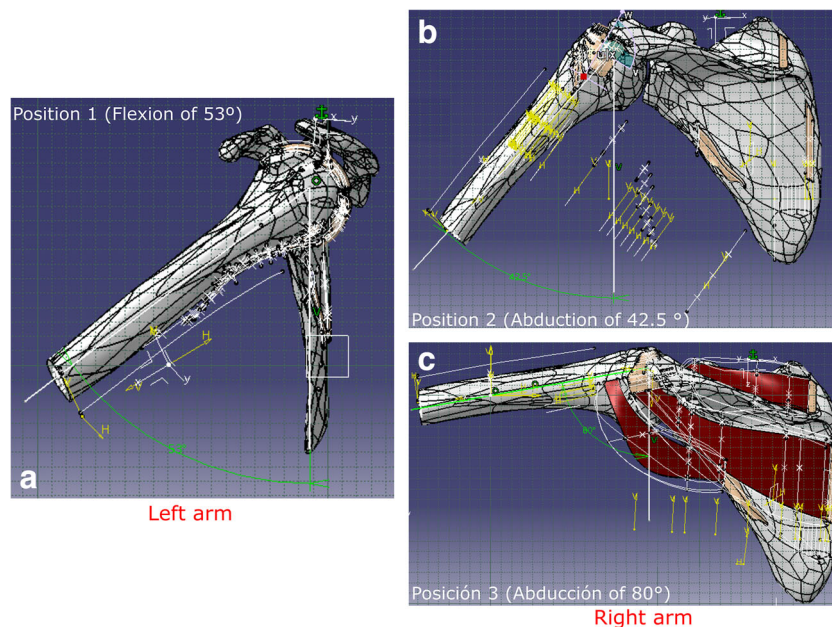 Position 1 (Flexion of 53º)
a
Left arm
b
Position 2 (Abduction of 42.5 °)
c
80°
Posición 3 (Abducción of 80°)
Right arm